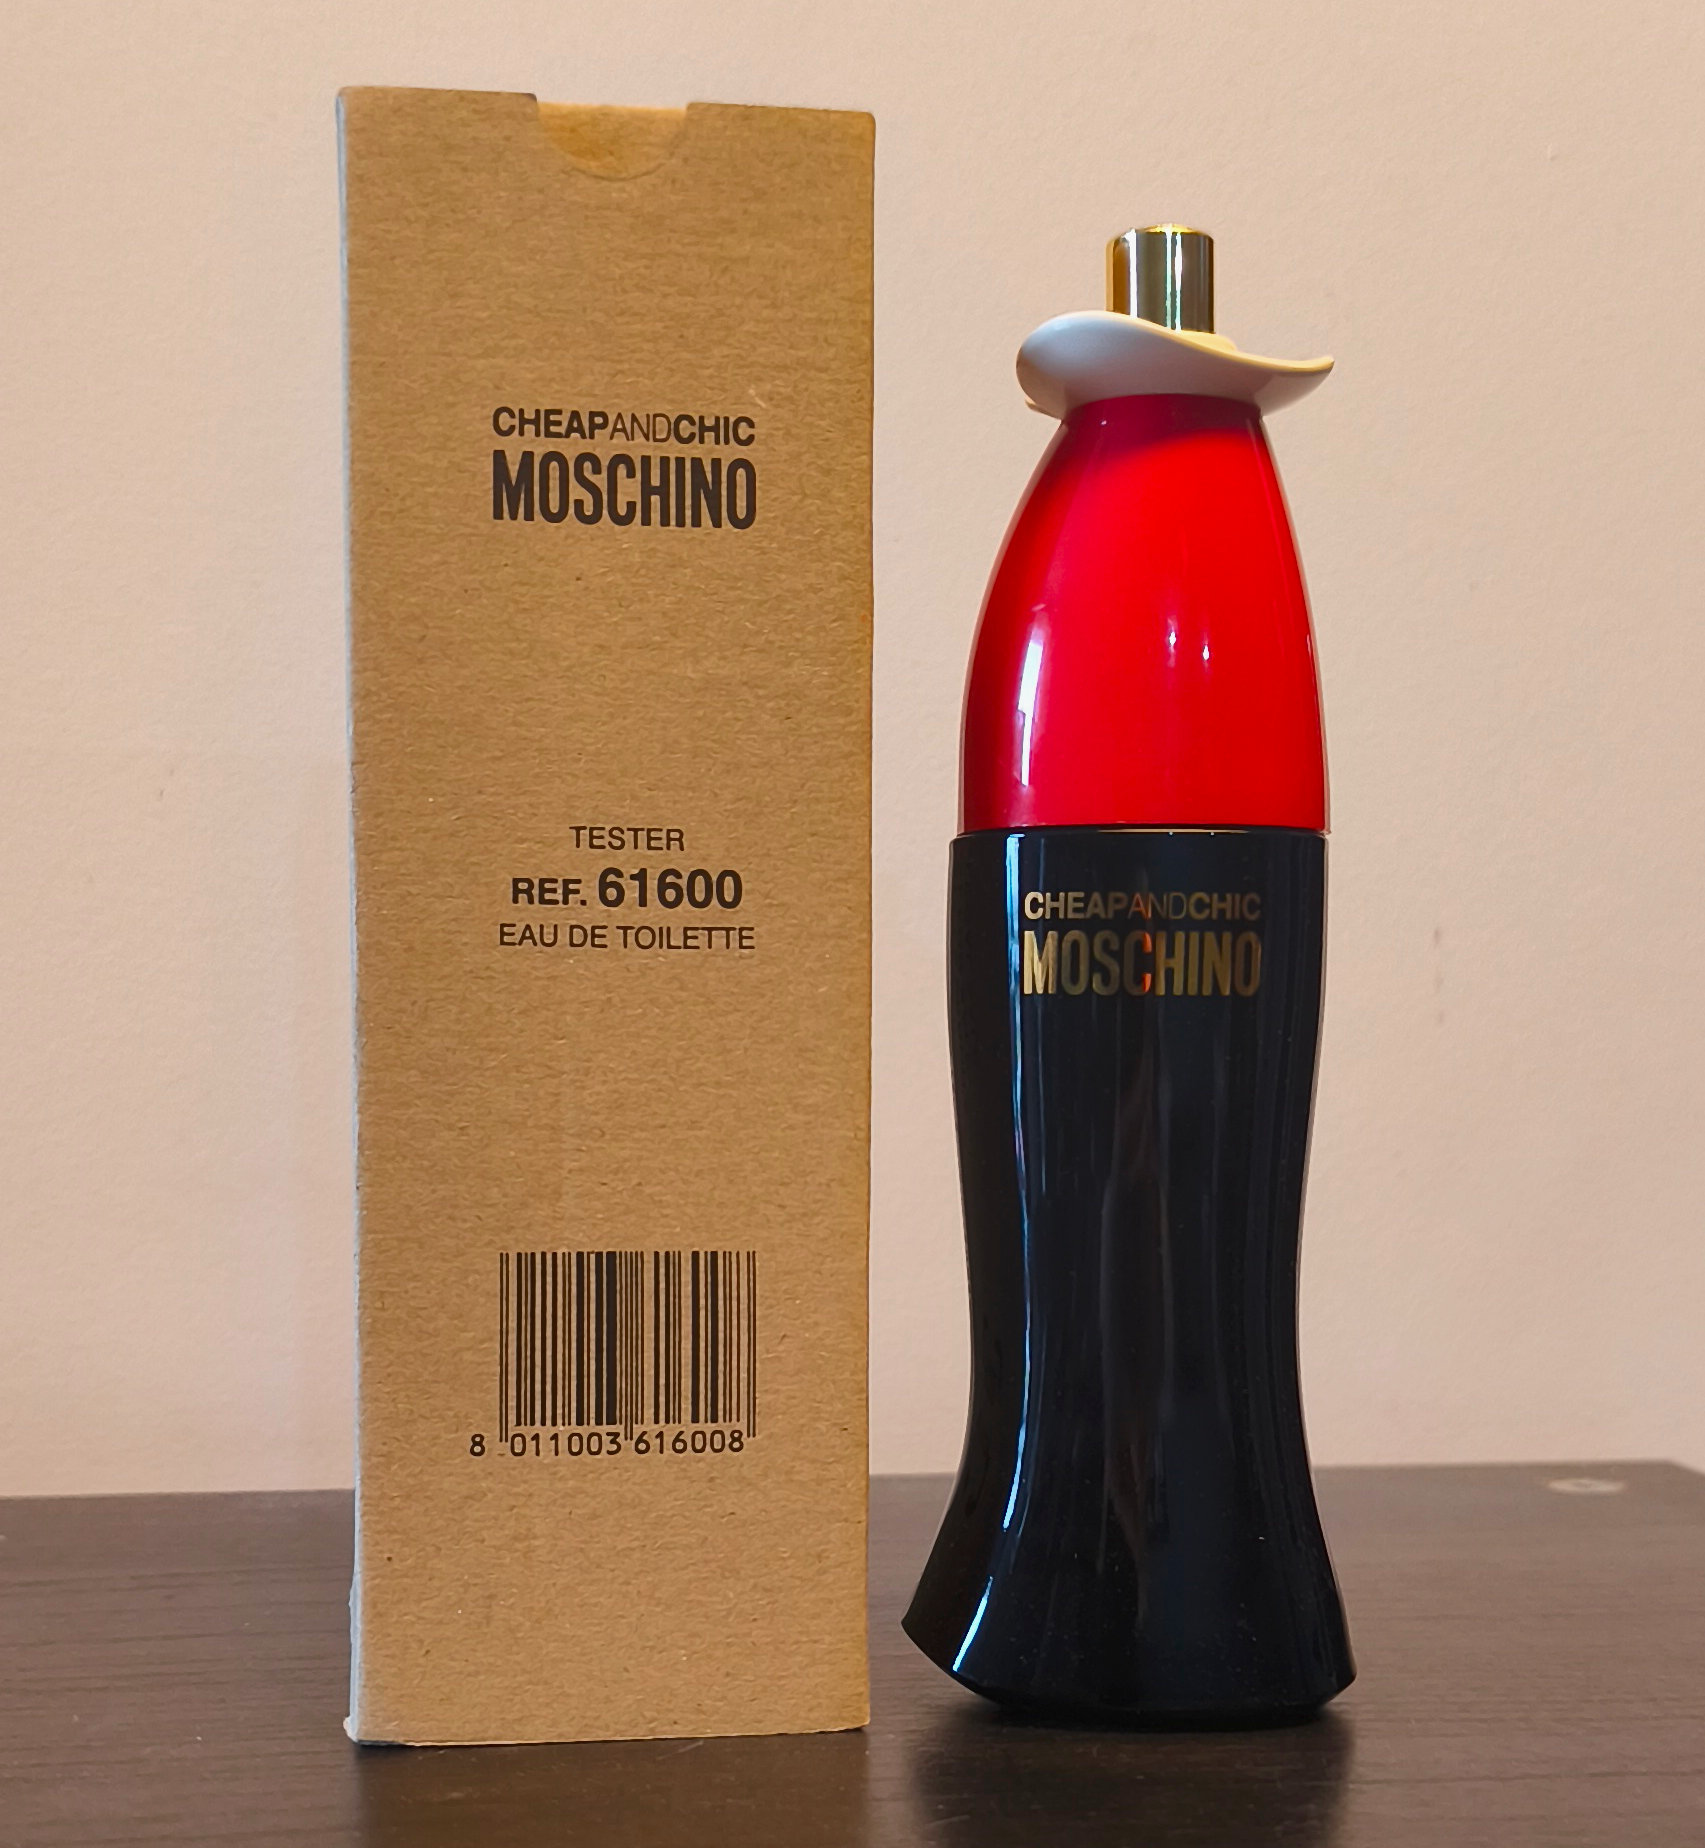 CHEAPANDCHIC
MOSCHINO
TESTER
REF. 61600
EAU DE TOILETTE
8 011003 616008
CHEAPANDCHIC
MOSCHINO